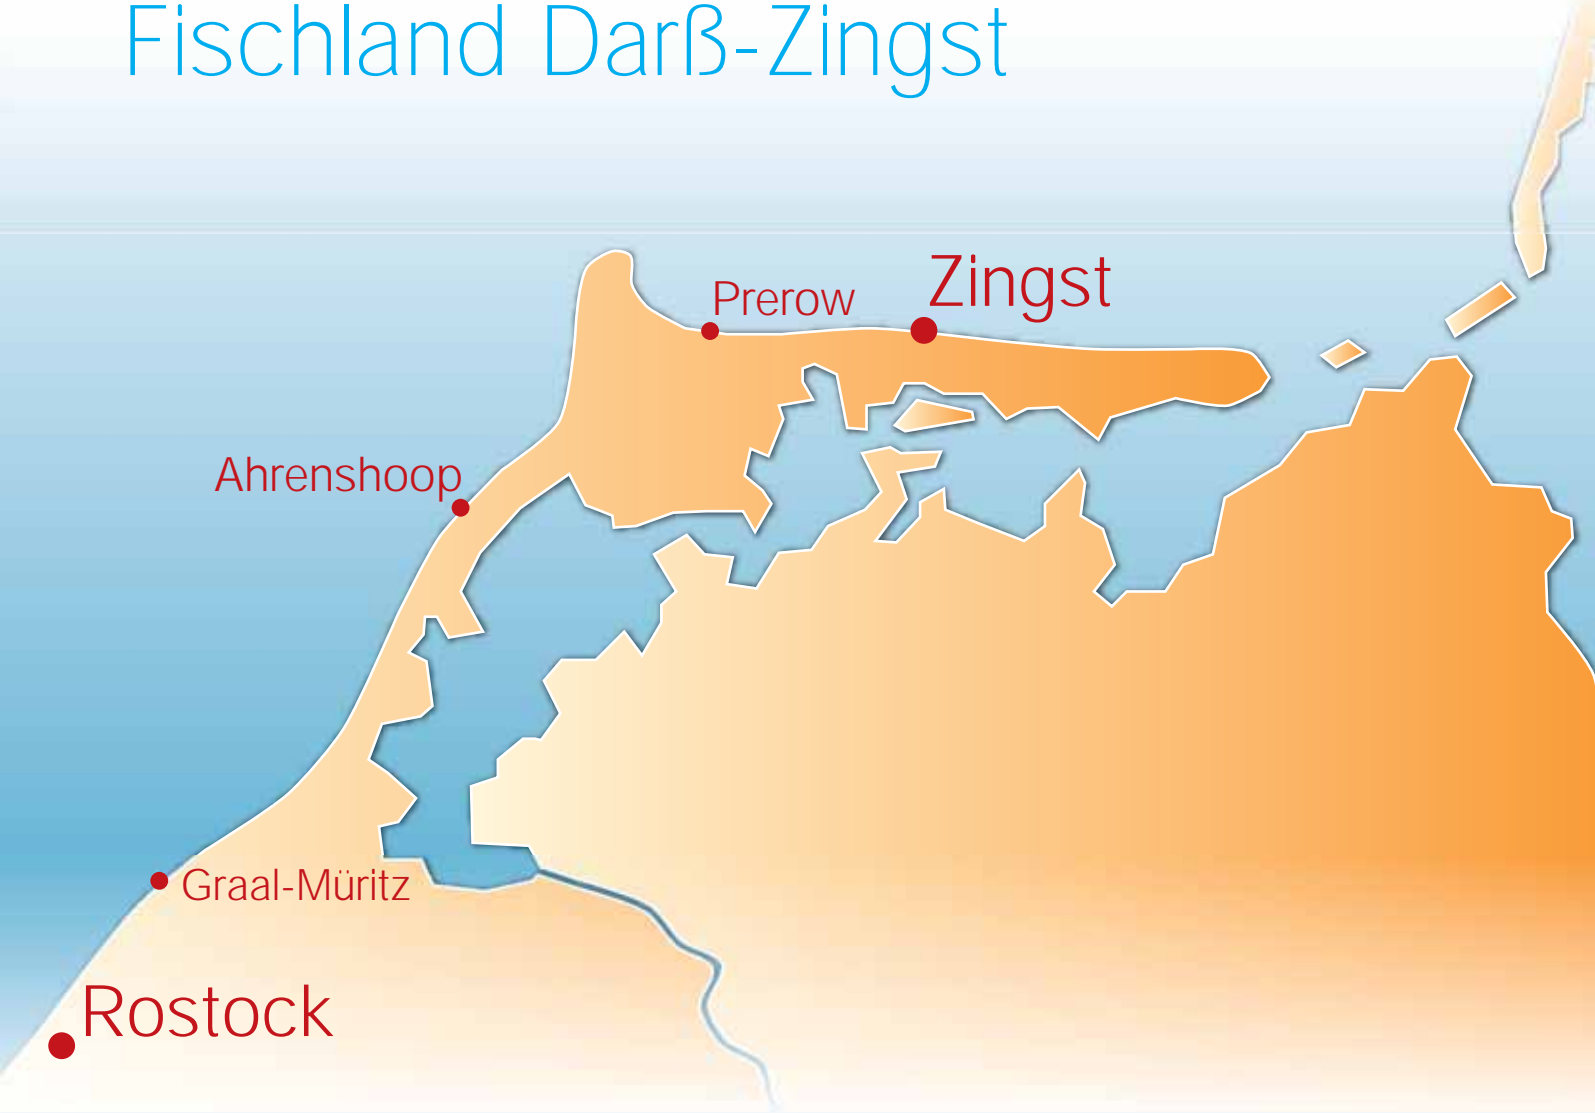 Fischland Darß-Zingst
Zingst
Prerow
Ahrenshoop
Graal-Müritz
Rostock